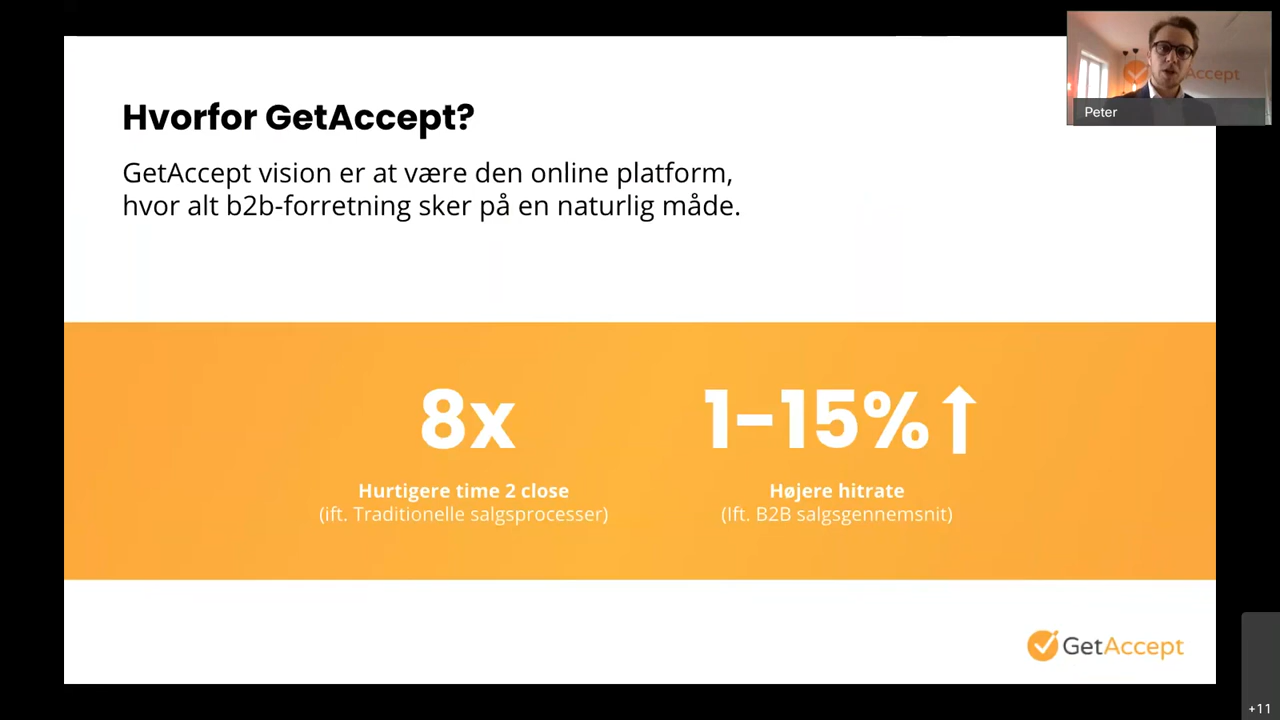 Hvorfor GetAccept?
GetAccept vision er at være den online platform,
hvor alt b2b-forretning sker på en naturlig måde.
8x
Hurtigere time 2 close
(ift. Traditionelle salgsprocesser)
1-15%↑
Højere hitrate
(Ift. B2B salgsgennemsnit)
GetAccept
Peter
+11